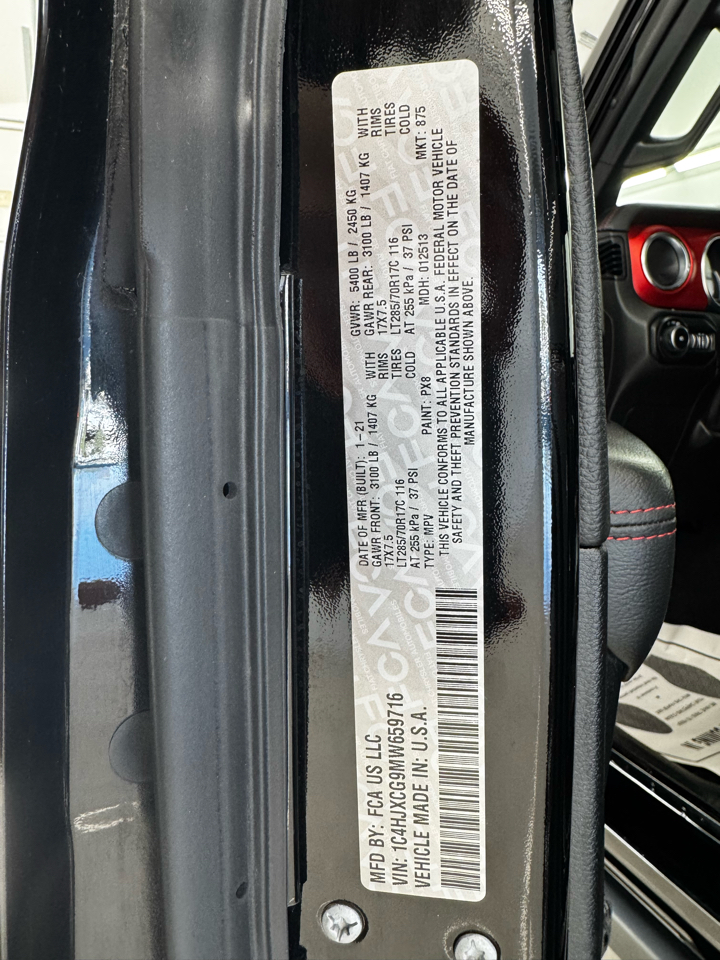 MFD BY: FCA US LLC
VIN: 1C4HJXCG9MW659716
VEHICLE MADE IN: U.S.A.
DATE OF MFR (BUILT): 1-21
GVWR: 5400 LB / 2450 KG
GAWR FRONT: 3100 LB / 1407 KG WITH
GAWR REAR: 3100 LB / 1407 KG WITH
17X7.5 RIMS
17X7.5 RIMS
LT285/70R17C 116 TIRES
LT285/70R17C 116 TIRES
AT 255 kPa / 37 PSI COLD
AT 255 kPa / 37 PSI COLD
TYPE: MPV PAINT: PX8 MDH: 012513 MKT: 875
THIS VEHICLE CONFORMS TO ALL APPLICABLE U.S.A. FEDERAL MOTOR VEHICLE
SAFETY AND THEFT PREVENTION STANDARDS IN EFFECT ON THE DATE OF
MANUFACTURE SHOWN ABOVE.